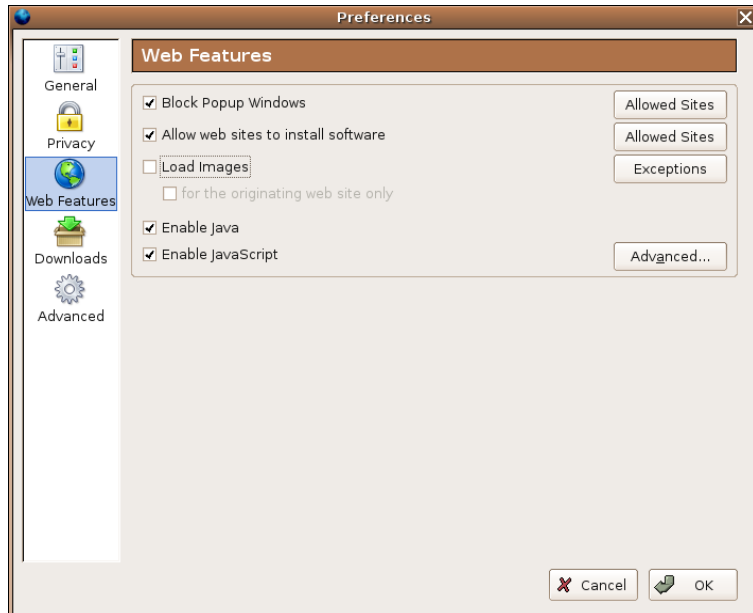 Preferences
General
Privacy
Web Features
Downloads
Advanced
Web Features
Block Popup Windows Allowed Sites
Allow web sites to install software Allowed Sites
Load Images Exceptions
for the originating web site only
Enable Java
Enable JavaScript Advanced...
Cancel OK